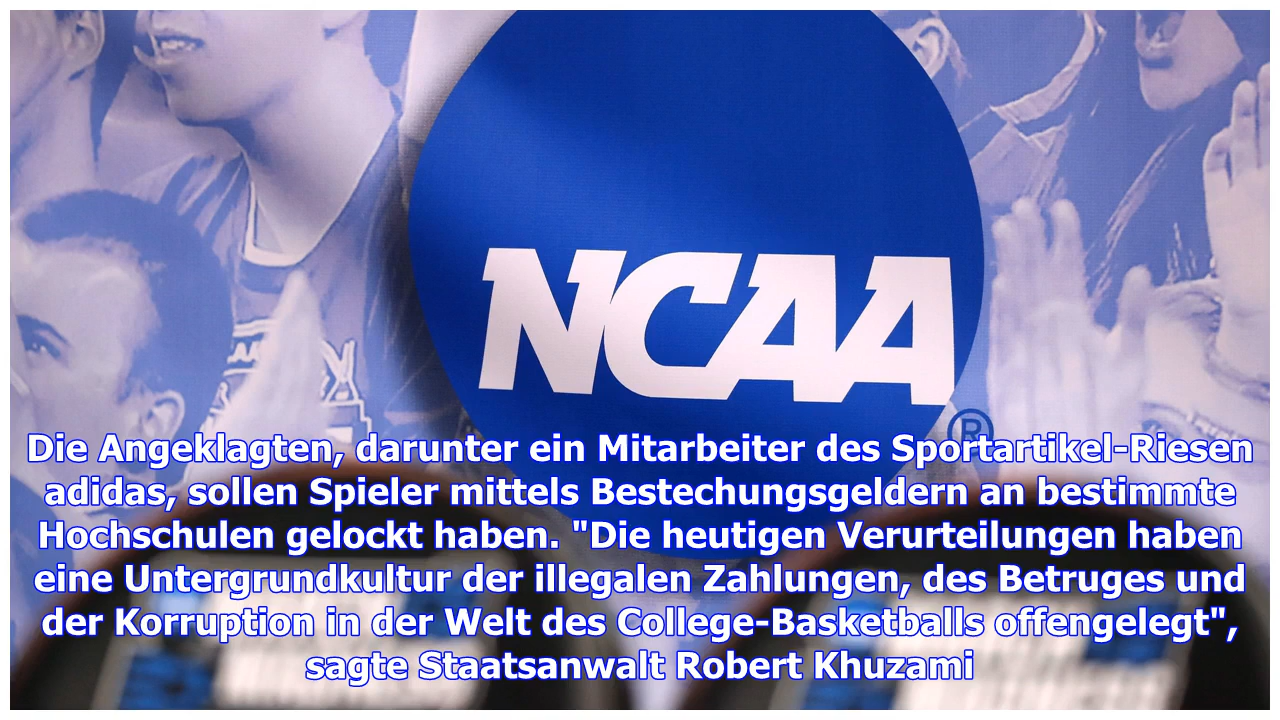 NCAA
®
Die Angeklagten, darunter ein Mitarbeiter des Sportartikel-Riesen
adidas, sollen Spieler mittels Bestechungsgeldern an bestimmte
Hochschulen gelockt haben. "Die heutigen Verurteilungen haben
eine Untergrundkultur der illegalen Zahlungen, des Betruges und
der Korruption in der Welt des College-Basketballs offengelegt",
sagte Staatsanwalt Robert Khuzami